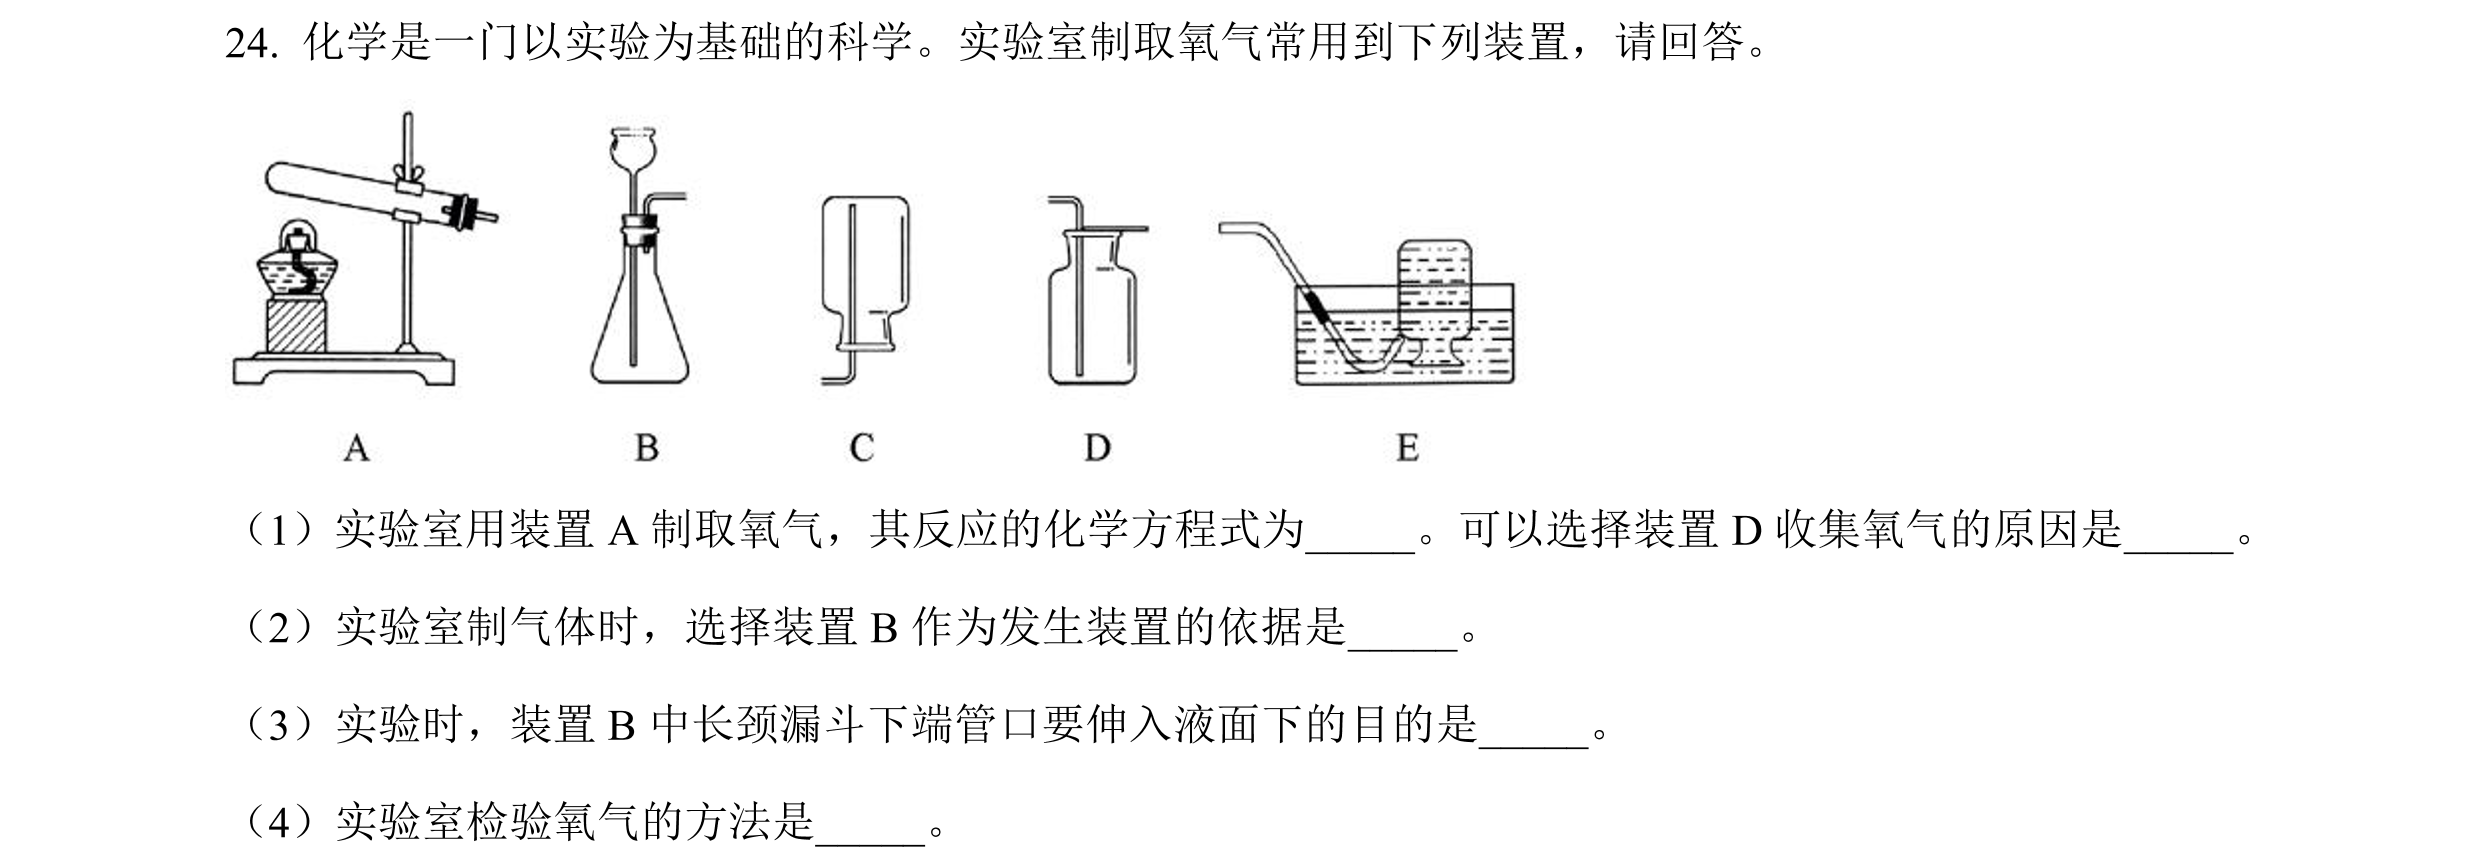 24. 化学是一门以实验为基础的科学。实验室制取氧气常用到下列装置，请回答。
A B C D E
（1）实验室用装置 A 制取氧气，其反应的化学方程式为_____。可以选择装置 D 收集氧气的原因是_____。
（2）实验室制气体时，选择装置 B 作为发生装置的依据是_____。
（3）实验时，装置 B 中长颈漏斗下端管口要伸入液面下的目的是_____。
（4）实验室检验氧气的方法是_____。